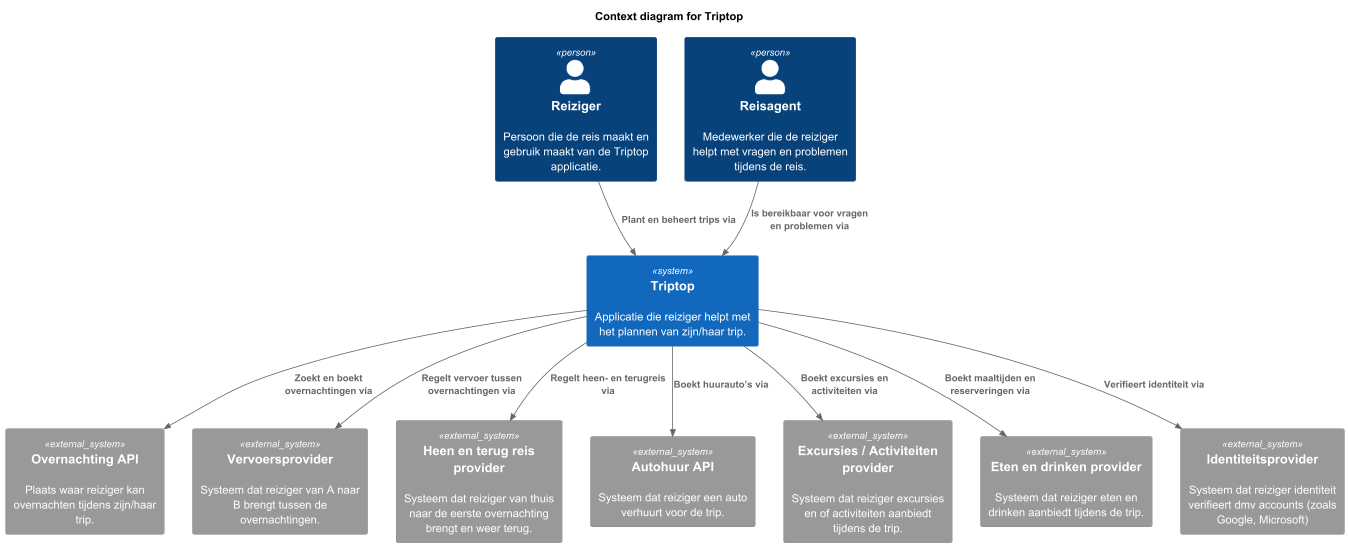 Context diagram for Triptop
«person»
Reiziger
Persoon die de reis maakt en
gebruik maakt van de Triptop
applicatie.
«person»
Reisagent
Medewerker die de reiziger
helpt met vragen en problemen
tijdens de reis.
Plant en beheert trips via
Is bereikbaar voor vragen
en problemen via
«system»
Triptop
Applicatie die reiziger helpt met
het plannen van zijn/haar trip.
Zoekt en boekt
overnachtingen via
Regelt vervoer tussen
overnachtingen via
Regelt heen- en terugreis
via
Boekt huurauto's via
Boekt excursies en
activiteiten via
Boekt maaltijden en
reserveringen via
Verifieert identiteit via
«external_system»
Overnachting API
Plaats waar reiziger kan
overnachten tijdens zijn/haar
trip.
«external_system»
Vervoersprovider
Systeem dat reiziger van A naar
B brengt tussen de
overnachtingen.
«external_system»
Heen en terug reis
provider
Systeem dat reiziger van thuis
naar de eerste overnachting
brengt en weer terug.
«external_system»
Autohuur API
Systeem dat reiziger een auto
verhuurt voor de trip.
«external_system»
Excursies / Activiteiten
provider
Systeem dat reiziger excursies
en of activiteiten aanbiedt
tijdens de trip.
«external_system»
Eten en drinken provider
Systeem dat reiziger eten en
drinken aanbiedt tijdens de trip.
«external_system»
Identiteitsprovider
Systeem dat reiziger identiteit
verifieert dmv accounts (zoals
Google, Microsoft)